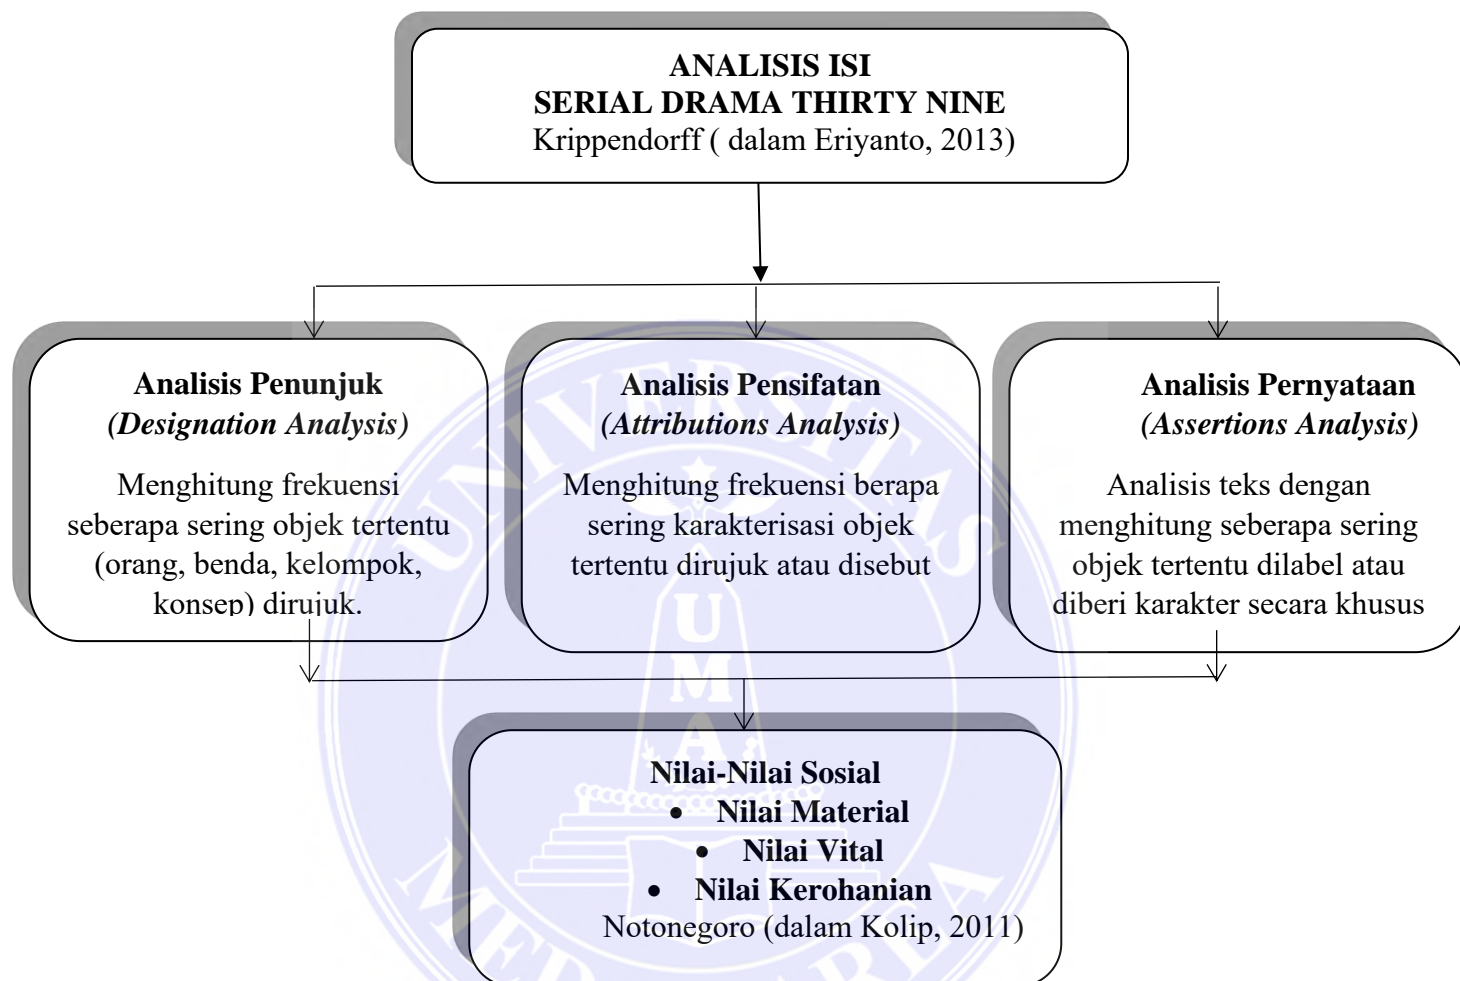 ANALISIS ISI
SERIAL DRAMA THIRTY NINE
Krippendorff ( dalam Eriyanto, 2013)
Analisis Penunjuk
(Designation Analysis)
Menghitung frekuensi
seberapa sering objek tertentu
(orang, benda, kelompok,
konsep) dirujuk.
Analisis Pensifatan
(Attributions Analysis)
Menghitung frekuensi berapa
sering karakterisasi objek
tertentu dirujuk atau disebut
Analisis Pernyataan
(Assertions Analysis)
Analisis teks dengan
menghitung seberapa sering
objek tertentu dilabel atau
diberi karakter secara khusus
Nilai-Nilai Sosial
• Nilai Material
• Nilai Vital
• Nilai Kerohanian
Notonegoro (dalam Kolip, 2011)
UNIVERSITAS
UMA